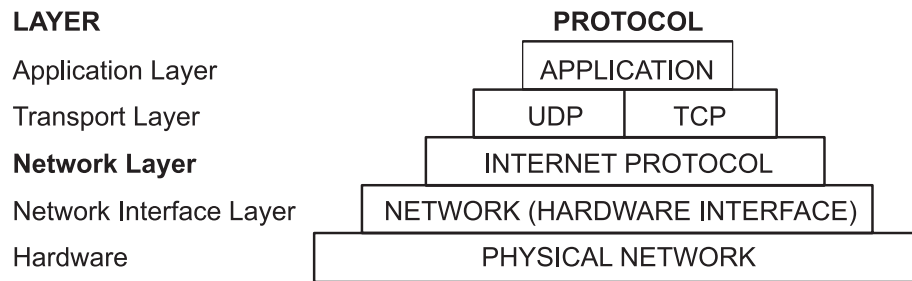 LAYER PROTOCOL
Application Layer APPLICATION
Transport Layer UDP TCP
Network Layer INTERNET PROTOCOL
Network Interface Layer NETWORK (HARDWARE INTERFACE)
Hardware PHYSICAL NETWORK